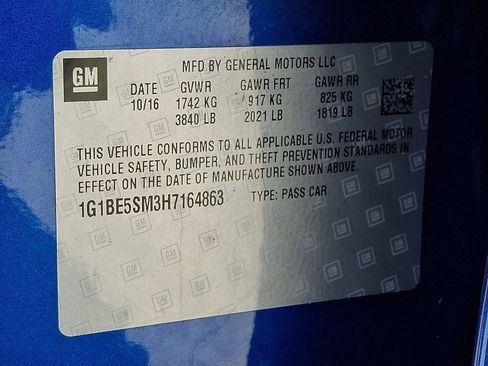 GM
MFD BY GENERAL MOTORS LLC
DATE GVWR GAWR FRT GAWR RR
10/16 1742 KG 917 KG 825 KG
3840 LB 2021 LB 1819 LB
THIS VEHICLE CONFORMS TO ALL APPLICABLE U.S. FEDERAL MOTOR
VEHICLE SAFETY, BUMPER, AND THEFT PREVENTION STANDARDS IN
EFFECT ON THE DATE OF MANUFACTURE SHOWN ABOVE.
1G1BE5SM3H7164863 TYPE: PASS CAR